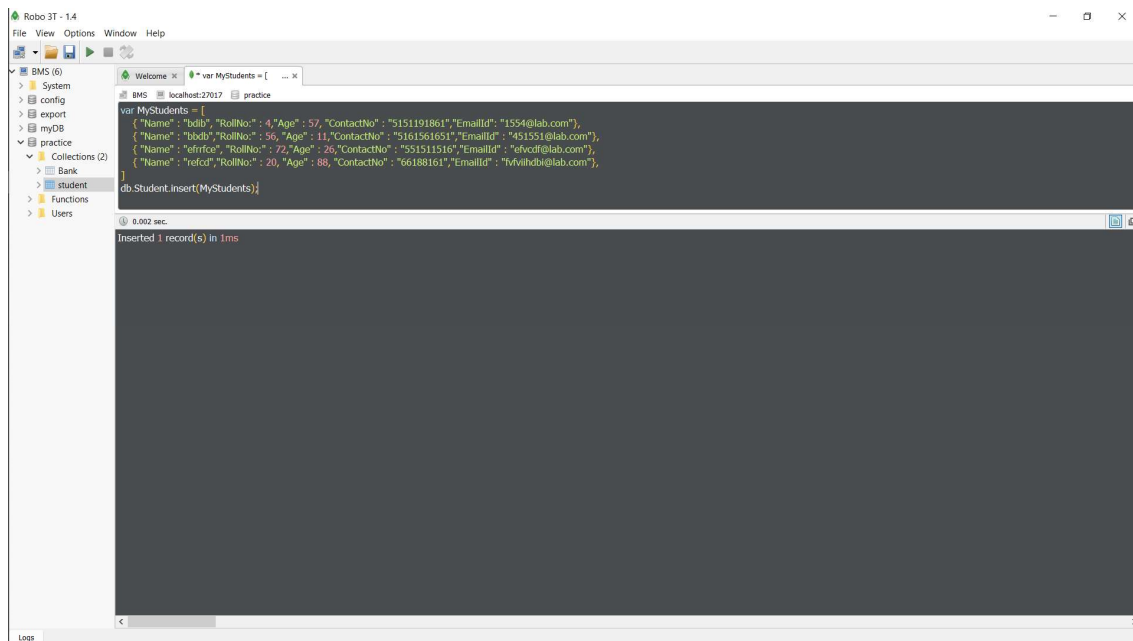 Robo 3T - 1.4
File View Options Window Help
BMS (6)
System
config
export
myDB
practice
Collections (2)
Bank
student
Functions
Users
Welcome
* var MyStudents = [ ...
BMS localhost:27017 practice
var MyStudents = [
{ "Name" : "bdib", "RollNo:" : 4,"Age" : 57, "ContactNo" : "5151191861","EmailId": "1554@lab.com"},
{ "Name" : "bbdb","RollNo:" : 56, "Age" : 11,"ContactNo" : "5161561651","EmailId" : "451551@lab.com"},
{ "Name" : "efrrfce", "RollNo:" : 72,"Age" : 26,"ContactNo" : "551511516","EmailId" : "efvcdf@lab.com"},
{ "Name" : "refcd","RollNo:" : 20, "Age" : 88, "ContactNo" : "66188161","EmailId" : "fvfviihdbi@lab.com"},
]
db.Student.insert(MyStudents);
0.002 sec.
Inserted 1 record(s) in 1ms
Logs